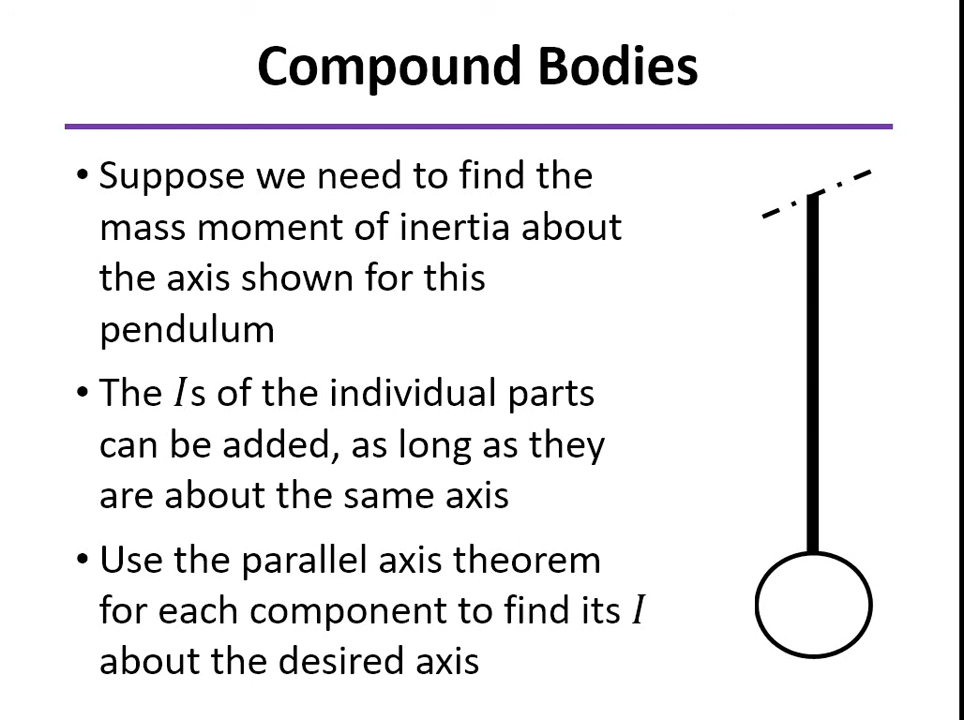 Compound Bodies
• Suppose we need to find the
mass moment of inertia about
the axis shown for this
pendulum
• The Is of the individual parts
can be added, as long as they
are about the same axis
• Use the parallel axis theorem
for each component to find its I
about the desired axis